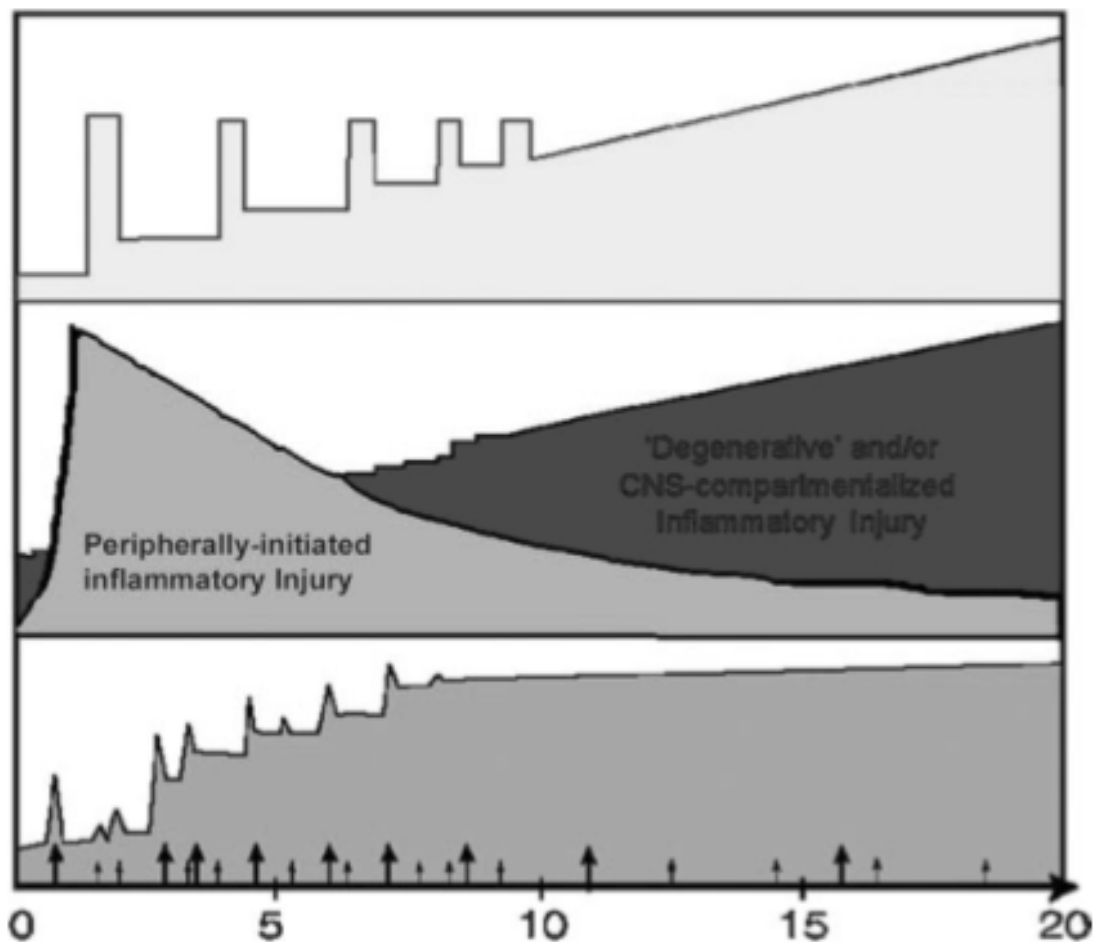 Peripherally-initiated
inflammatory Injury
'Degenerative' and/or
CNS-compartmentalized
Inflammatory Injury
0 5 10 15 20